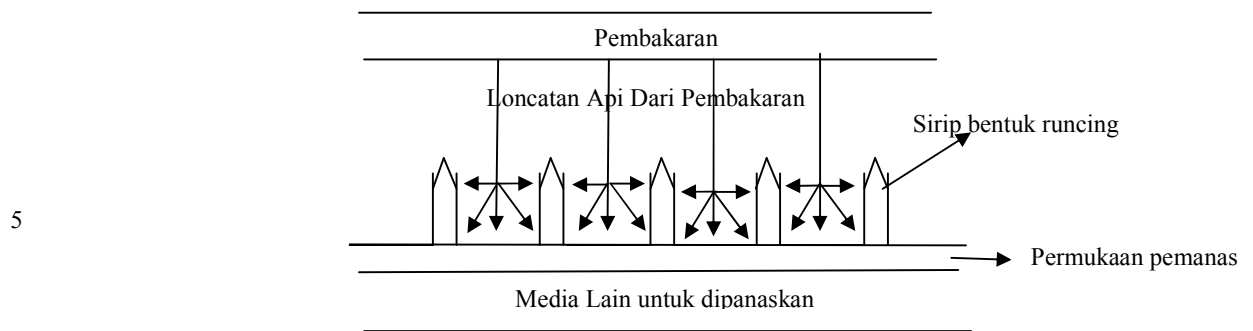 Pembakaran
Loncatan Api Dari Pembakaran
Sirip bentuk runcing
5
Permukaan pemanas
Media Lain untuk dipanaskan